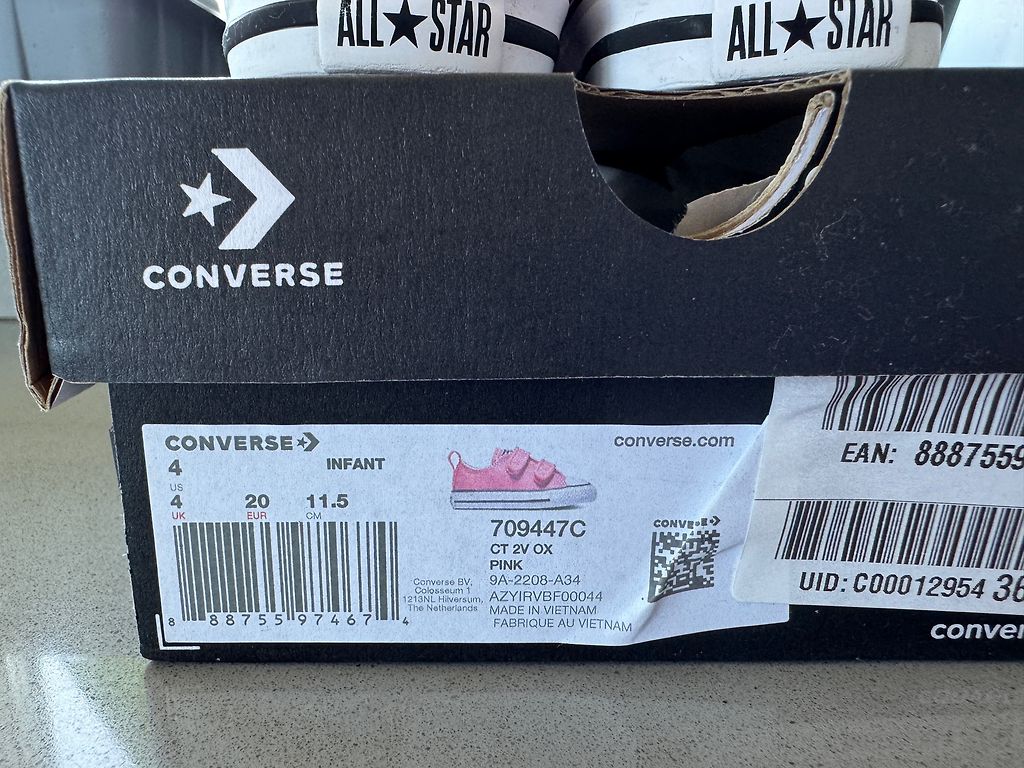 ALL★STAR
ALL★STAR
CONVERSE
CONVERSE
converse.com
4
US
INFANT
4
UK
20
EUR
11.5
CM
709447C
CT 2V OX
PINK
9A-2208-A34
AZYIRVBF00044
MADE IN VIETNAM
FABRIQUE AU VIETNAM
Converse BV,
Colosseum 1
1213NL Hilversum,
The Netherlands
8 88755 97467 4
CONVERSE
EAN: 8887559
UID: C00012954 36
conver